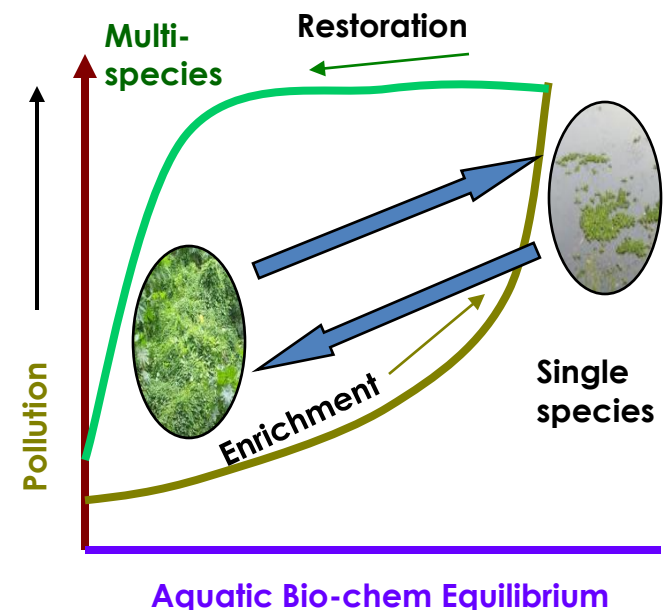 Restoration
Multi-
species
Pollution
Enrichment
Single
species
Aquatic Bio-chem Equilibrium